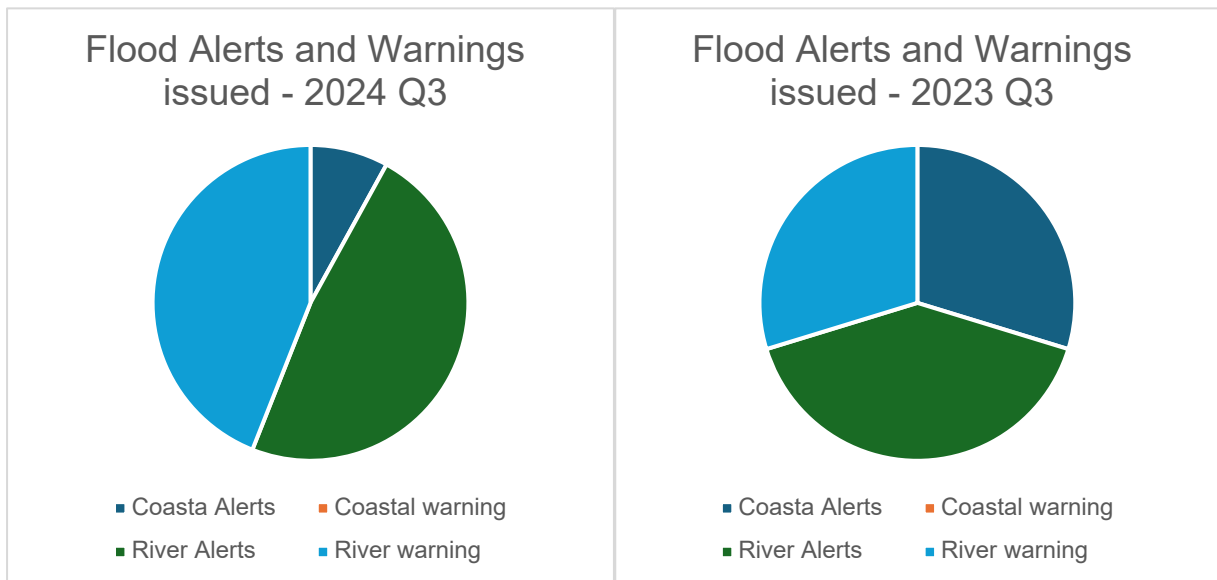 Flood Alerts and Warnings
issued - 2024 Q3
Coasta Alerts
Coastal warning
River Alerts
River warning
Flood Alerts and Warnings
issued - 2023 Q3
Coasta Alerts
Coastal warning
River Alerts
River warning